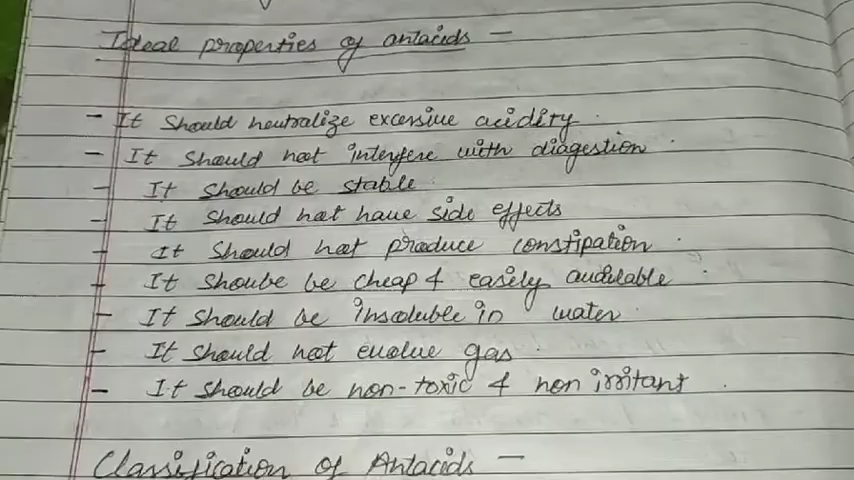 Ideal properties of antacids -
- It should neutralize excessive acidity.
- It should not interfere with diagestion.
- It should be stable.
- It should not have side effects
- It should not produce constipation.
- It shoube be cheap & easily available.
- It should be insoluble in water.
- It should not evolve gas.
- It should be non-toxic & non irritant.
Classification of Antacids -